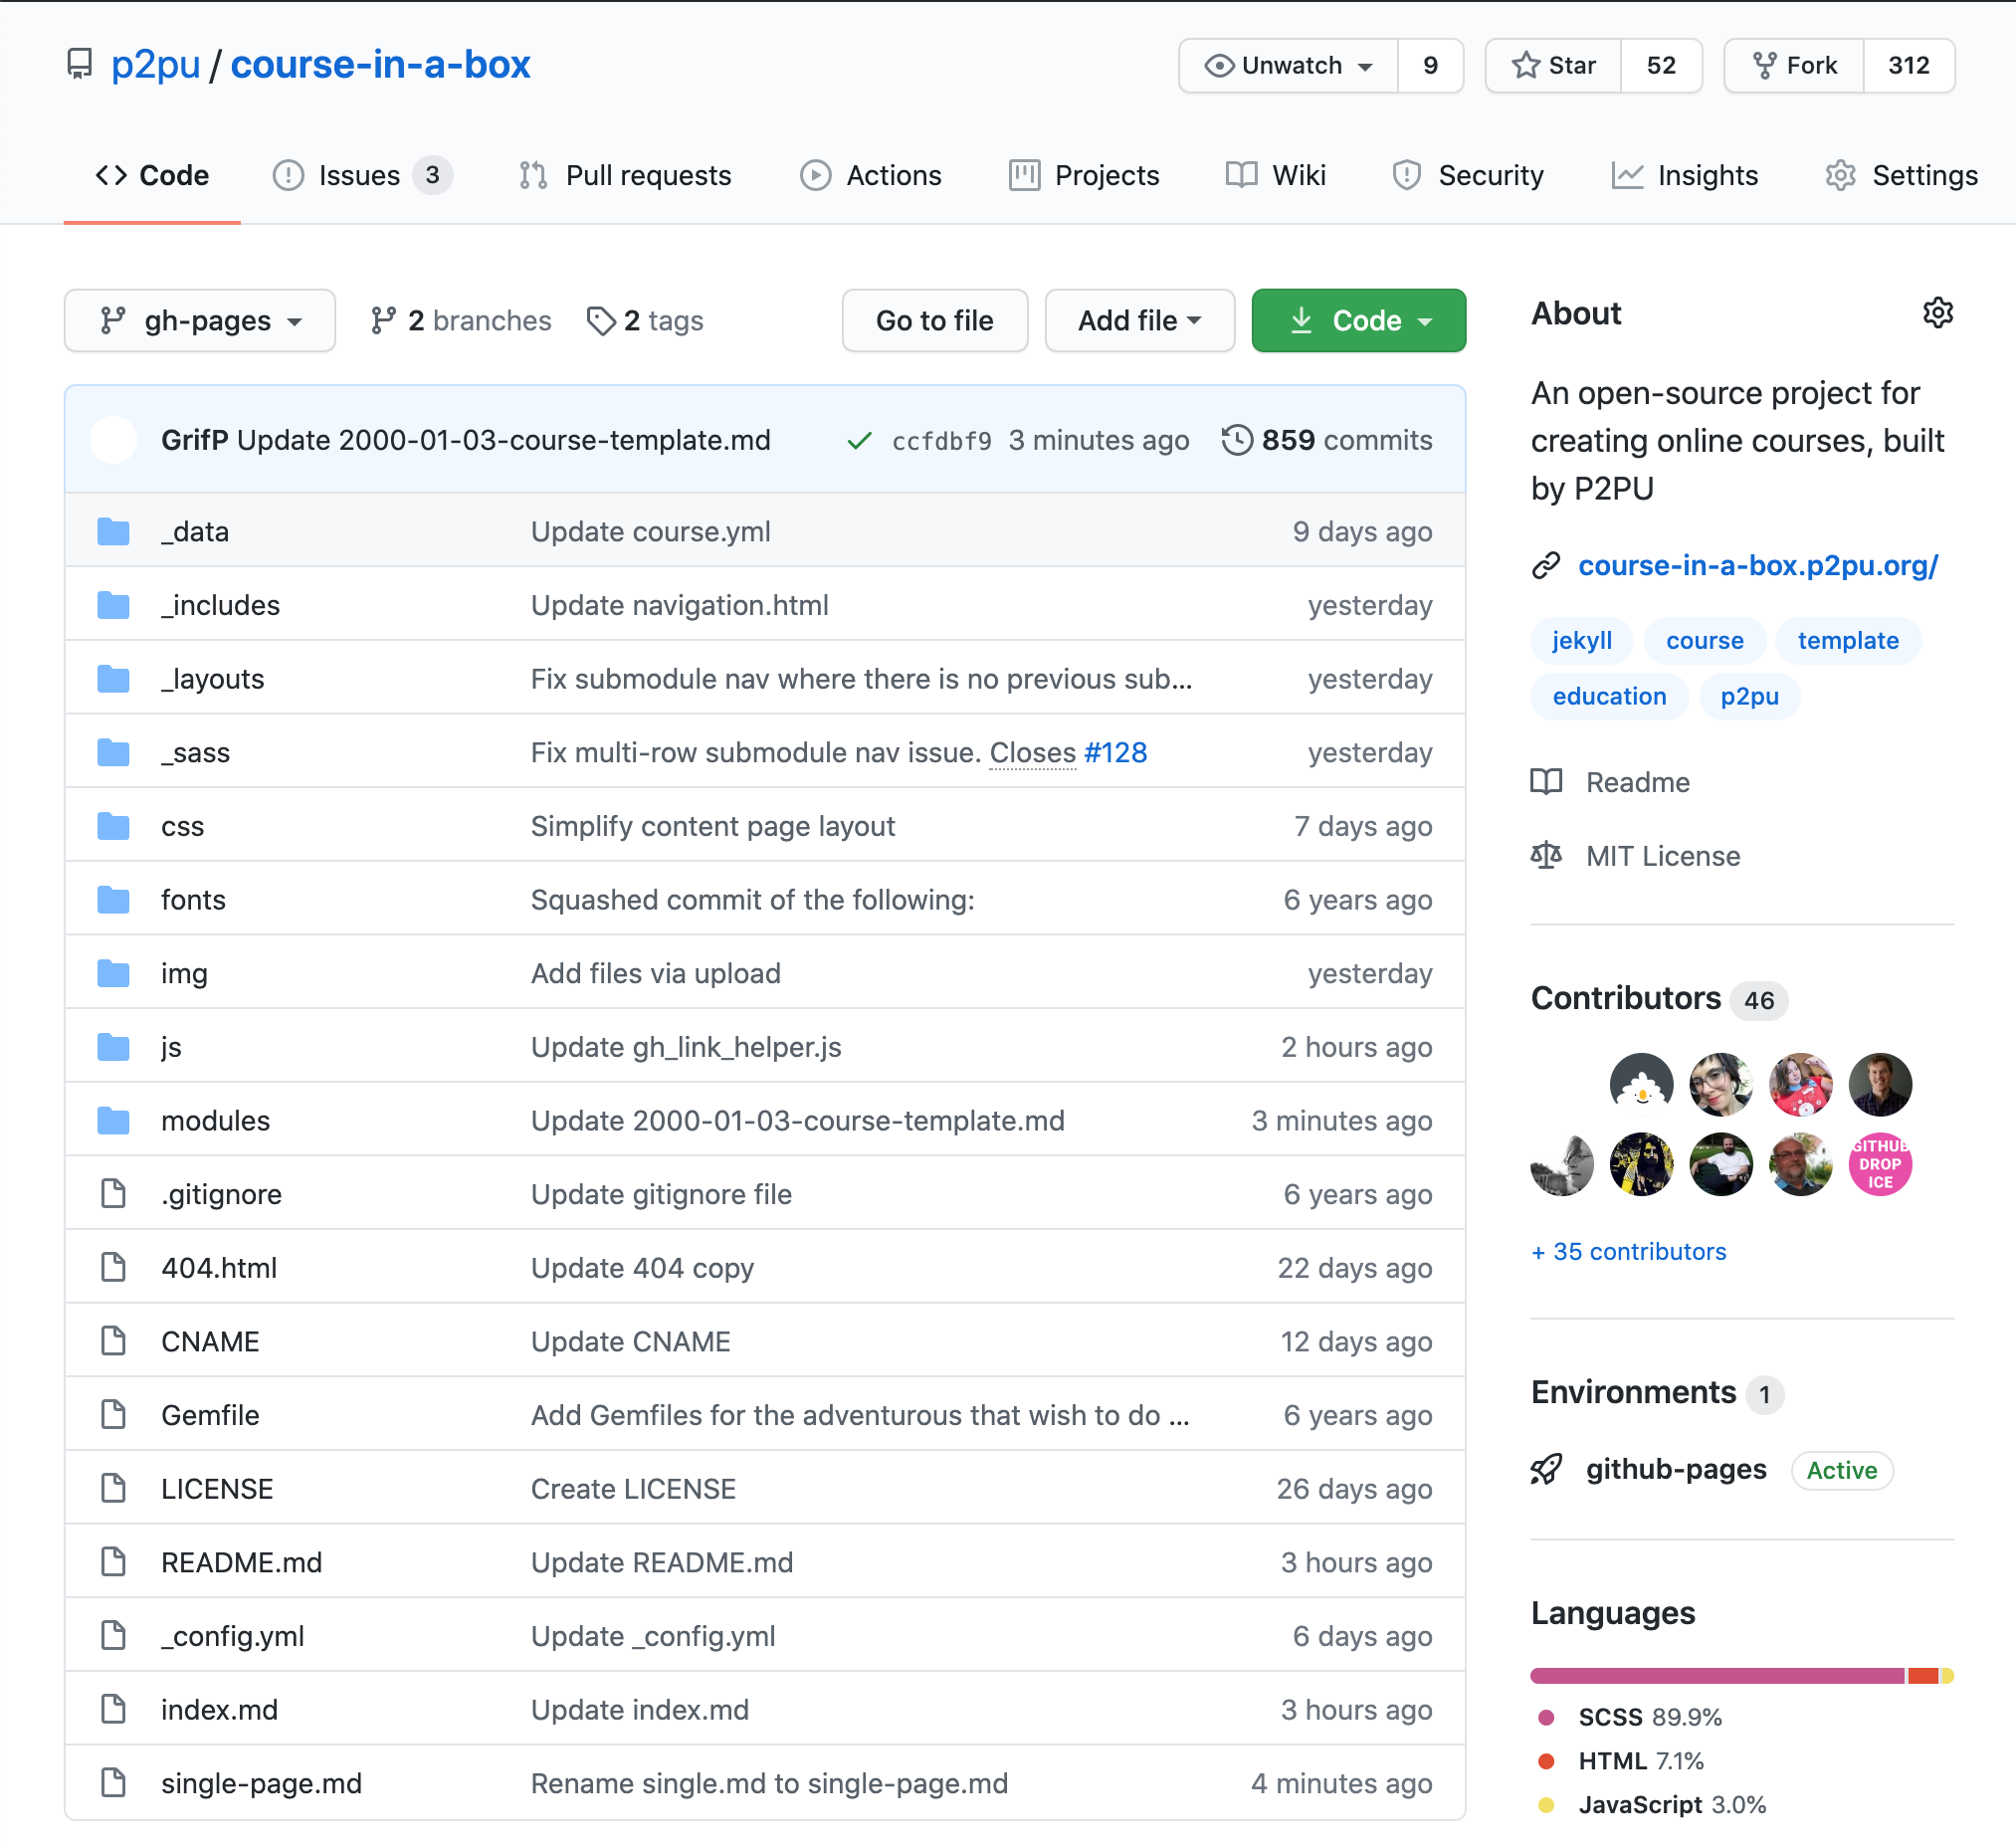 p2pu / course-in-a-box
Unwatch 9 Star 52 Fork 312
Code Issues 3 Pull requests Actions Projects Wiki Security Insights Settings
gh-pages 2 branches 2 tags Go to file Add file Code
GrifP Update 2000-01-03-course-template.md ccfdbf9 3 minutes ago 859 commits
_data Update course.yml 9 days ago
_includes Update navigation.html yesterday
_layouts Fix submodule nav where there is no previous sub... yesterday
_sass Fix multi-row submodule nav issue. Closes #128 yesterday
css Simplify content page layout 7 days ago
fonts Squashed commit of the following: 6 years ago
img Add files via upload yesterday
js Update gh_link_helper.js 2 hours ago
modules Update 2000-01-03-course-template.md 3 minutes ago
.gitignore Update gitignore file 6 years ago
404.html Update 404 copy 22 days ago
CNAME Update CNAME 12 days ago
Gemfile Add Gemfiles for the adventurous that wish to do ... 6 years ago
LICENSE Create LICENSE 26 days ago
README.md Update README.md 3 hours ago
_config.yml Update _config.yml 6 days ago
index.md Update index.md 3 hours ago
single-page.md Rename single.md to single-page.md 4 minutes ago
About
An open-source project for
creating online courses, built
by P2PU
course-in-a-box.p2pu.org/
jekyll course template
education p2pu
Readme
MIT License
Contributors 46
GITHUB
DROP
ICE
+ 35 contributors
Environments 1
github-pages Active
Languages
SCSS 89.9%
HTML 7.1%
JavaScript 3.0%